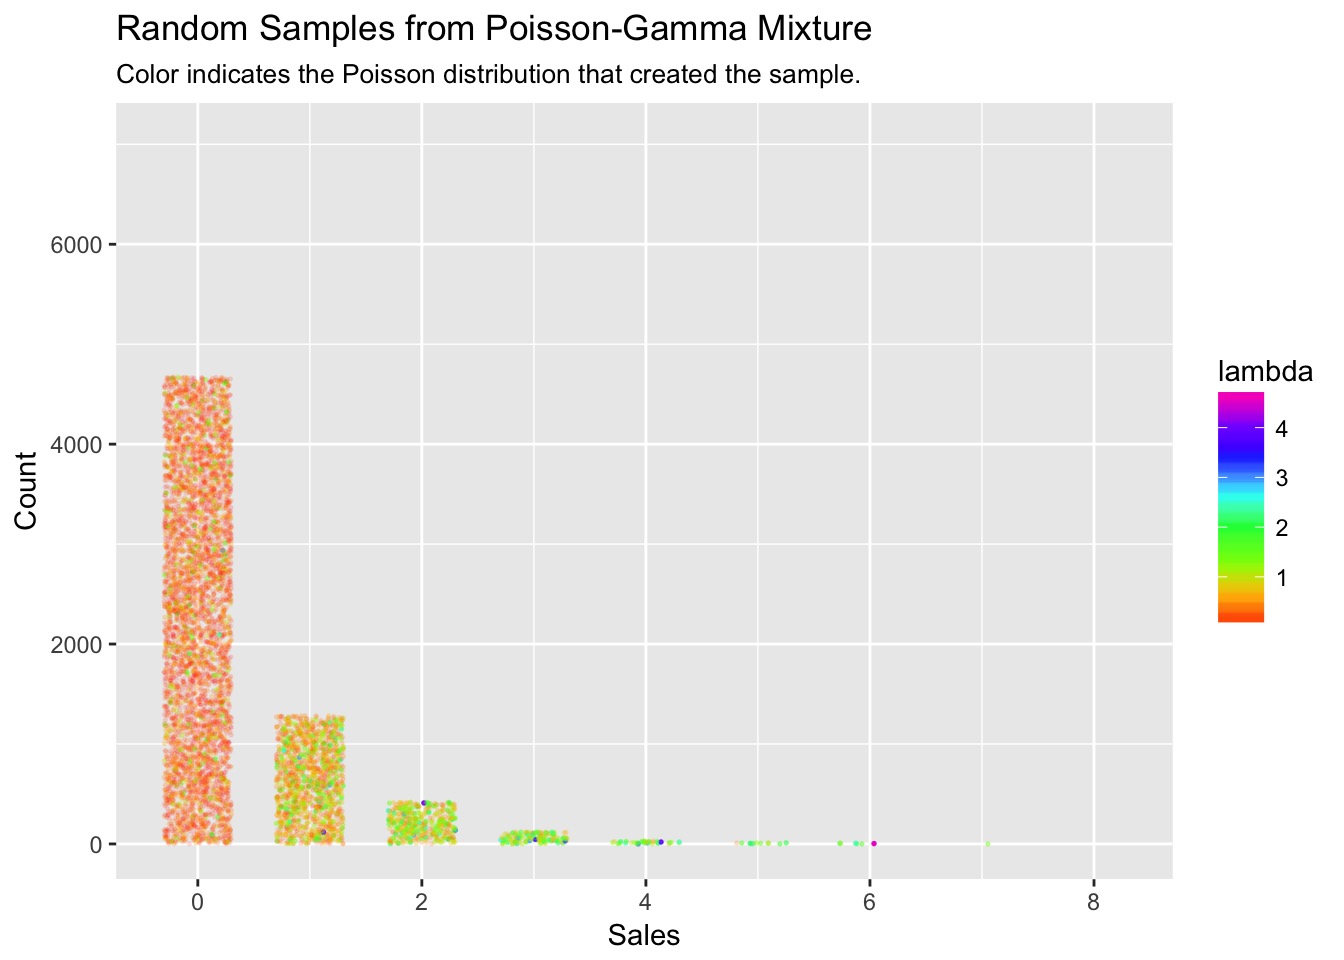 Random Samples from Poisson-Gamma Mixture
Color indicates the Poisson distribution that created the sample.
Count
6000
4000
2000
0
0 2 4 6 8
Sales
lambda
4
3
2
1